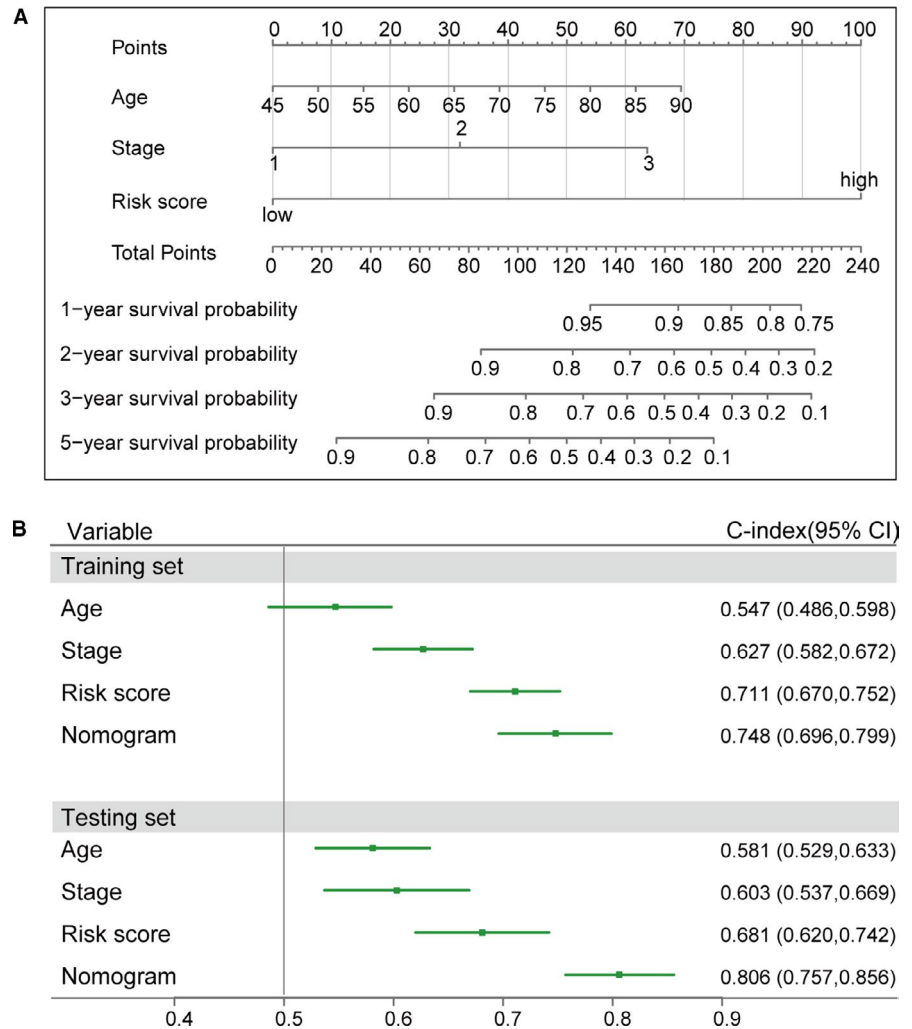 A
Points 0 10 20 30 40 50 60 70 80 90 100
Age 45 50 55 60 65 70 75 80 85 90
2
Stage 1 3
high
Risk score
low
Total Points
0 20 40 60 80 100 120 140 160 180 200 220 240
1−year survival probability
0.95 0.9 0.85 0.8 0.75
2−year survival probability
0.9 0.8 0.7 0.6 0.5 0.4 0.3 0.2
3−year survival probability
0.9 0.8 0.7 0.6 0.5 0.4 0.3 0.2 0.1
5−year survival probability
0.9 0.8 0.7 0.6 0.5 0.4 0.3 0.2 0.1
B
Variable C-index(95% CI)
Training set
Age 0.547 (0.486,0.598)
Stage 0.627 (0.582,0.672)
Risk score 0.711 (0.670,0.752)
Nomogram 0.748 (0.696,0.799)
Testing set
Age 0.581 (0.529,0.633)
Stage 0.603 (0.537,0.669)
Risk score 0.681 (0.620,0.742)
Nomogram 0.806 (0.757,0.856)
0.4 0.5 0.6 0.7 0.8 0.9